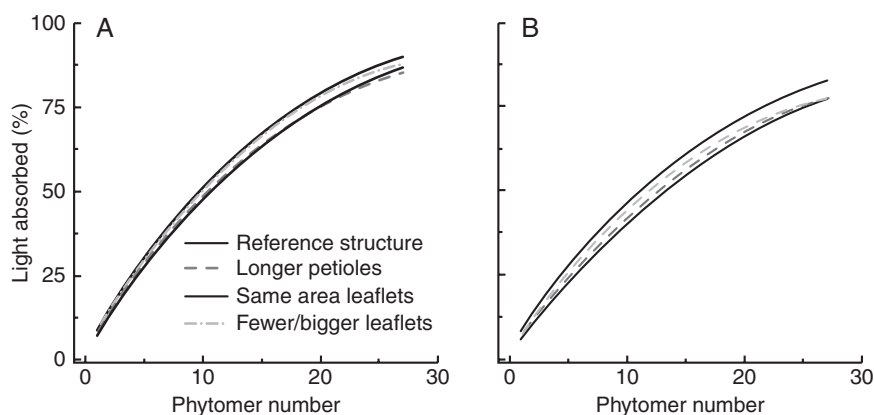 A
B
100
75
50
25
0
Light absorbed (%)
Reference structure
Longer petioles
Same area leaflets
Fewer/bigger leaflets
0 10 20 30
0 10 20 30
Phytomer number
Phytomer number